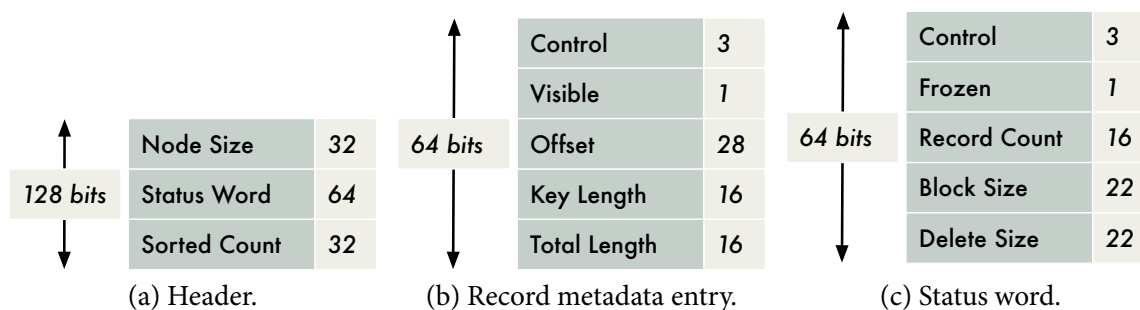 128 bits
Node Size 32
Status Word 64
Sorted Count 32
(a) Header.
64 bits
Control 3
Visible 1
Offset 28
Key Length 16
Total Length 16
(b) Record metadata entry.
64 bits
Control 3
Frozen 1
Record Count 16
Block Size 22
Delete Size 22
(c) Status word.